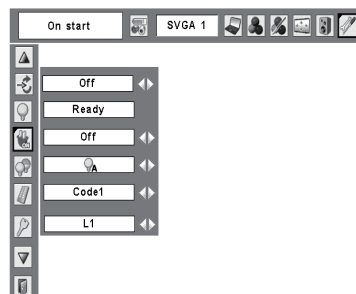 On start
SVGA 1
Off
Ready
Off
A
Code1
L1